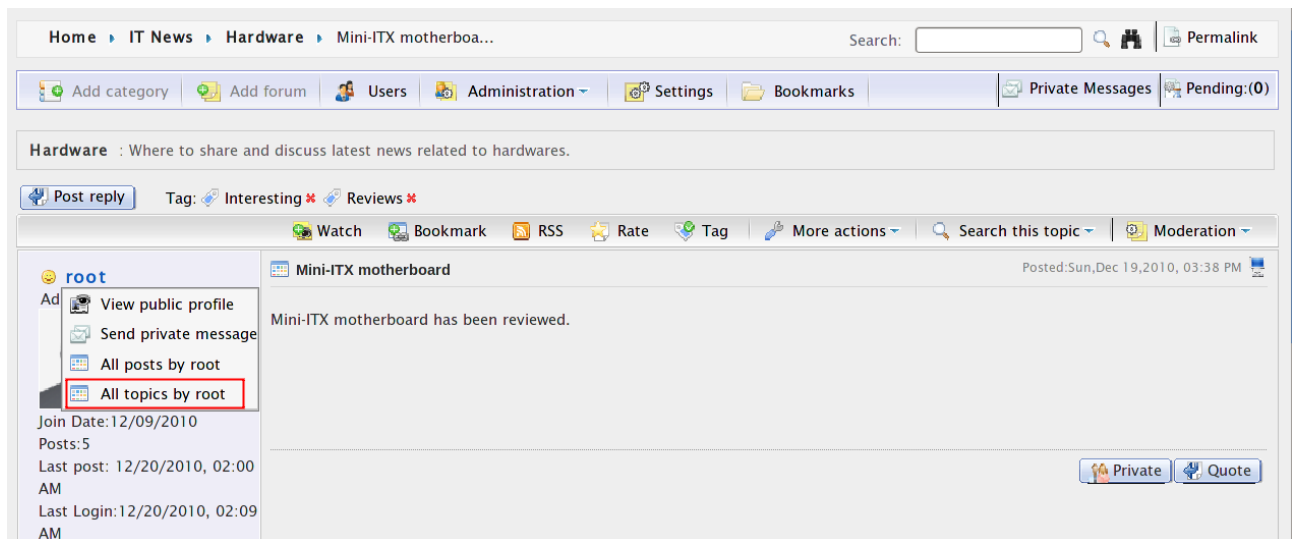 Home IT News Hardware Mini-ITX motherboa... Search: Permalink
Add category Add forum Users Administration Settings Bookmarks Private Messages Pending:(0)
Hardware : Where to share and discuss latest news related to hardwares.
Post reply Tag: Interesting Reviews
Watch Bookmark RSS Rate Tag More actions Search this topic Moderation
root Mini-ITX motherboard Posted:Sun,Dec 19,2010, 03:38 PM
Ad
View public profile
Send private message
All posts by root
All topics by root
Mini-ITX motherboard has been reviewed.
Join Date:12/09/2010
Posts:5
Last post: 12/20/2010, 02:00
AM
Last Login:12/20/2010, 02:09
AM
Private Quote